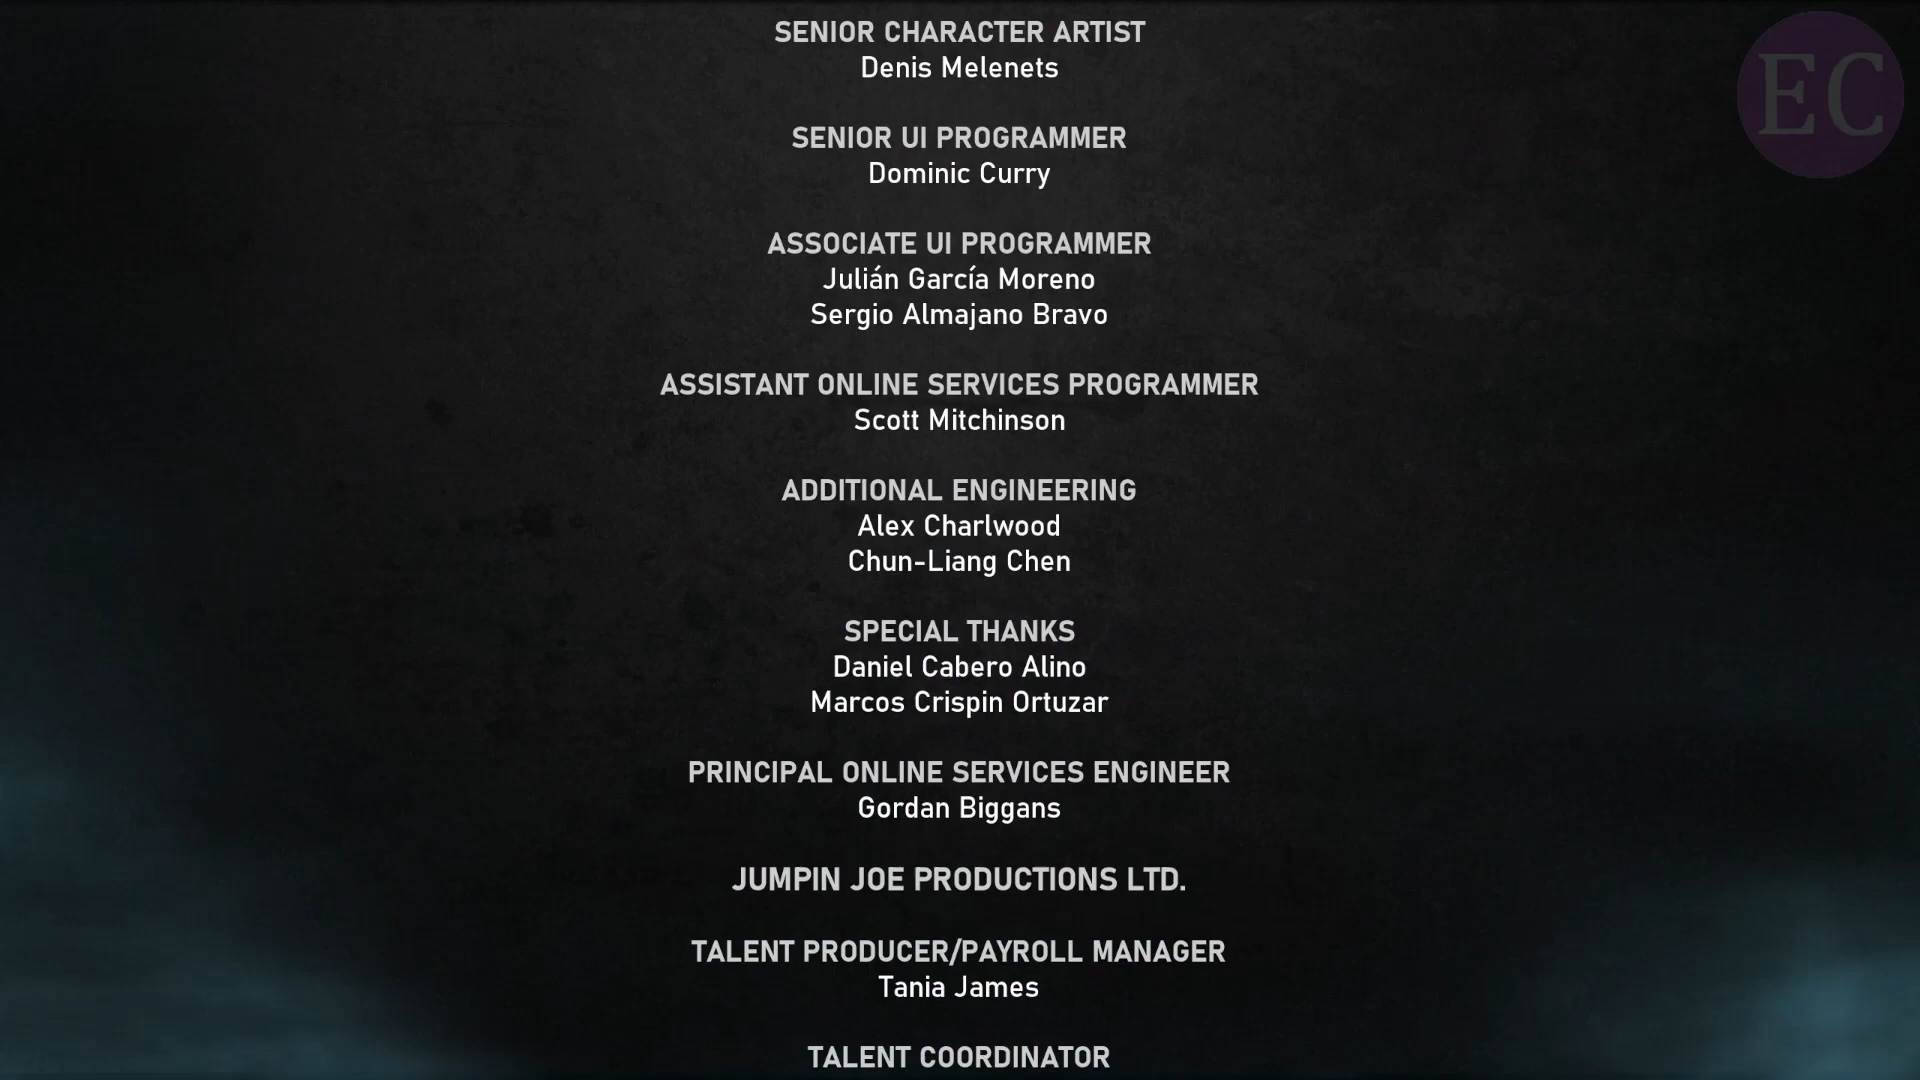 SENIOR CHARACTER ARTIST
Denis Melenets
SENIOR UI PROGRAMMER
Dominic Curry
ASSOCIATE UI PROGRAMMER
Julián García Moreno
Sergio Almajano Bravo
ASSISTANT ONLINE SERVICES PROGRAMMER
Scott Mitchinson
ADDITIONAL ENGINEERING
Alex Charlwood
Chun-Liang Chen
SPECIAL THANKS
Daniel Cabero Alino
Marcos Crispin Ortuzar
PRINCIPAL ONLINE SERVICES ENGINEER
Gordan Biggans
JUMPIN JOE PRODUCTIONS LTD.
TALENT PRODUCER/PAYROLL MANAGER
Tania James
TALENT COORDINATOR
EC